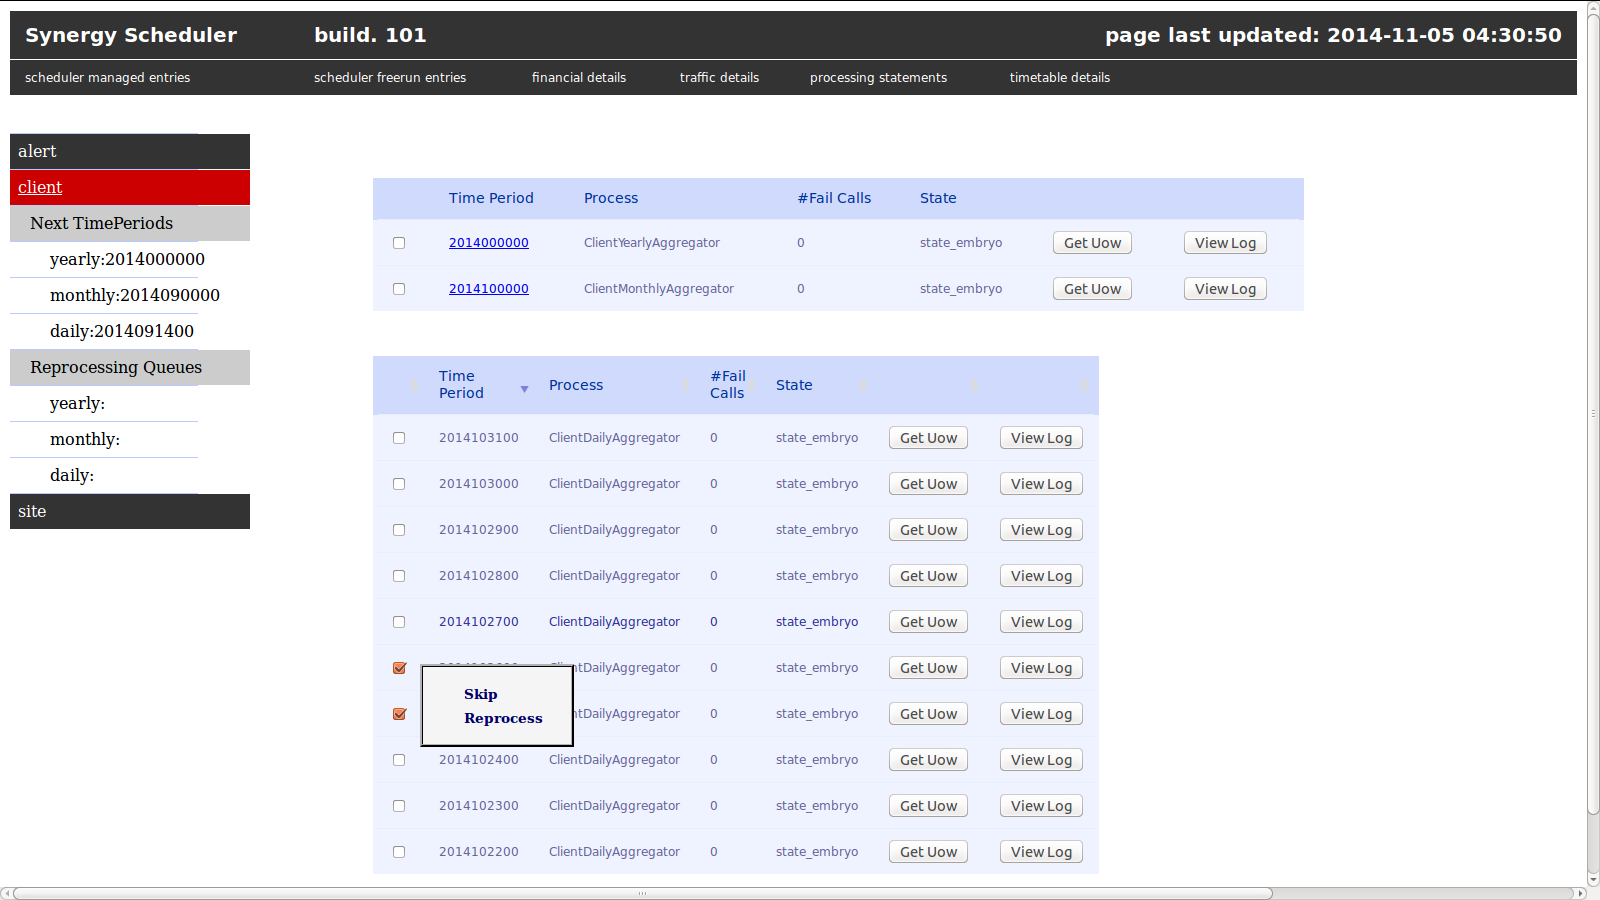 Synergy Scheduler build. 101 page last updated: 2014-11-05 04:30:50
scheduler managed entries scheduler freerun entries financial details traffic details processing statements timetable details
alert
client
Next TimePeriods
yearly:2014000000
monthly:2014090000
daily:2014091400
Reprocessing Queues
yearly:
monthly:
daily:
site
Time Period Process #Fail Calls State
2014000000 ClientYearlyAggregator 0 state_embryo Get Uow View Log
2014100000 ClientMonthlyAggregator 0 state_embryo Get Uow View Log
Time Period Process #Fail Calls State
2014103100 ClientDailyAggregator 0 state_embryo Get Uow View Log
2014103000 ClientDailyAggregator 0 state_embryo Get Uow View Log
2014102900 ClientDailyAggregator 0 state_embryo Get Uow View Log
2014102800 ClientDailyAggregator 0 state_embryo Get Uow View Log
2014102700 ClientDailyAggregator 0 state_embryo Get Uow View Log
ntDailyAggregator 0 state_embryo Get Uow View Log
Skip
Reprocess
ntDailyAggregator 0 state_embryo Get Uow View Log
2014102400 ClientDailyAggregator 0 state_embryo Get Uow View Log
2014102300 ClientDailyAggregator 0 state_embryo Get Uow View Log
2014102200 ClientDailyAggregator 0 state_embryo Get Uow View Log